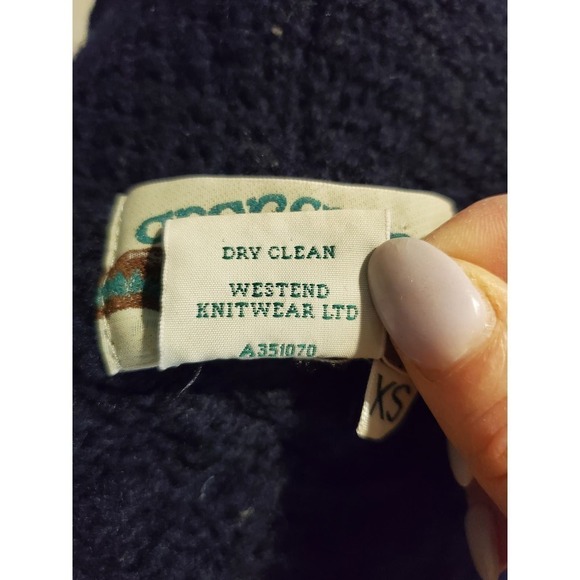 DRY CLEAN
WESTEND
KNITWEAR LTD
A351070
XS